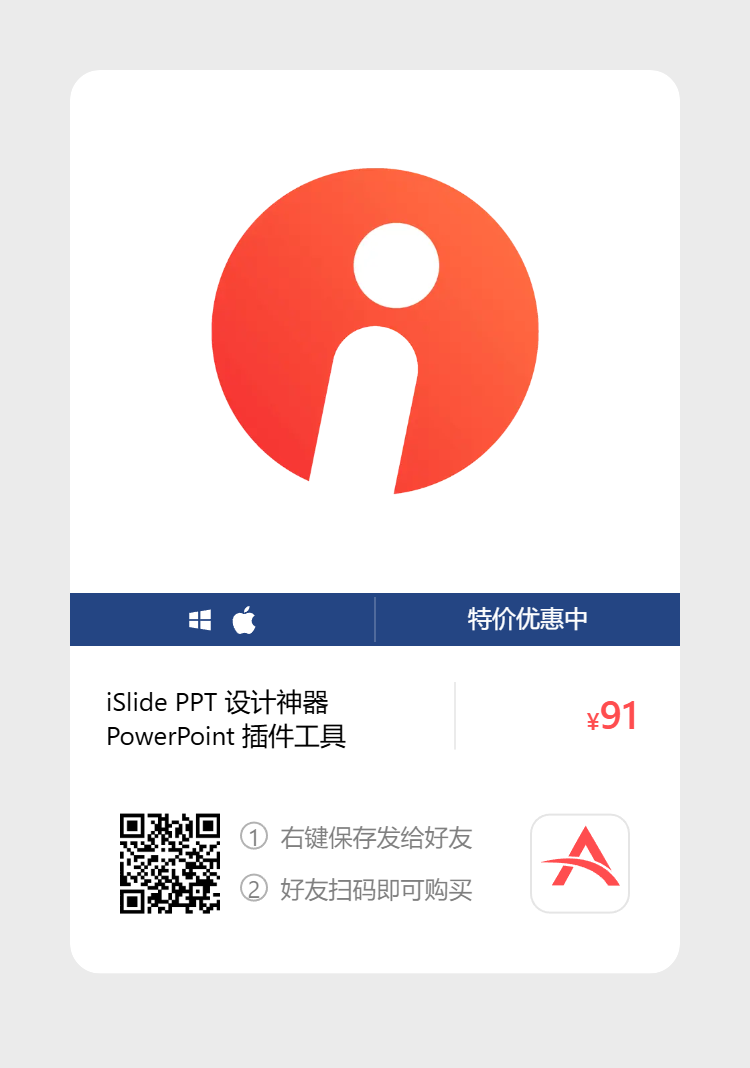 特价优惠中
iSlide PPT 设计神器
PowerPoint 插件工具
¥91
① 右键保存发给好友
② 好友扫码即可购买